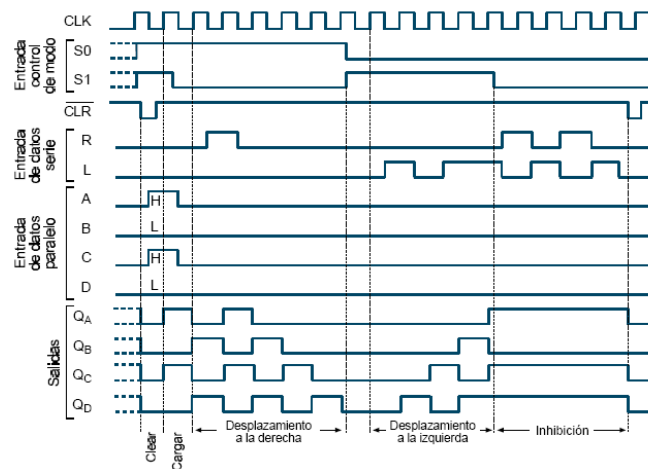 CLK
Entrada
control
de modo
S0
S1
CLR
Entrada
de datos
serie
R
L
Entrada
de datos
paralelo
A
H
B
L
C
H
D
L
Salidas
QA
QB
QC
QD
Clear
Cargar
Desplazamiento
a la derecha
Desplazamiento
a la izquierda
Inhibición